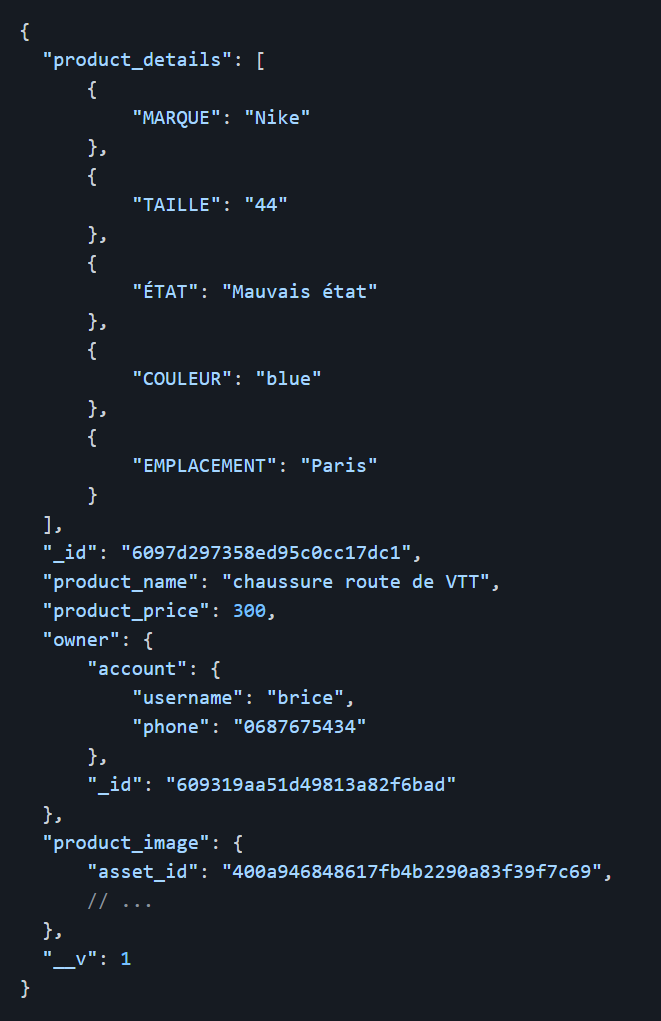 {
  "product_details": [
      {
          "MARQUE": "Nike"
      },
      {
          "TAILLE": "44"
      },
      {
          "ÉTAT": "Mauvais état"
      },
      {
          "COULEUR": "blue"
      },
      {
          "EMPLACEMENT": "Paris"
      }
  ],
  "_id": "6097d297358ed95c0cc17dc1",
  "product_name": "chaussure route de VTT",
  "product_price": 300,
  "owner": {
      "account": {
          "username": "brice",
          "phone": "0687675434"
      },
      "_id": "609319aa51d49813a82f6bad"
  },
  "product_image": {
      "asset_id": "400a946848617fb4b2290a83f39f7c69",
      // ...
  },
  "__v": 1
}